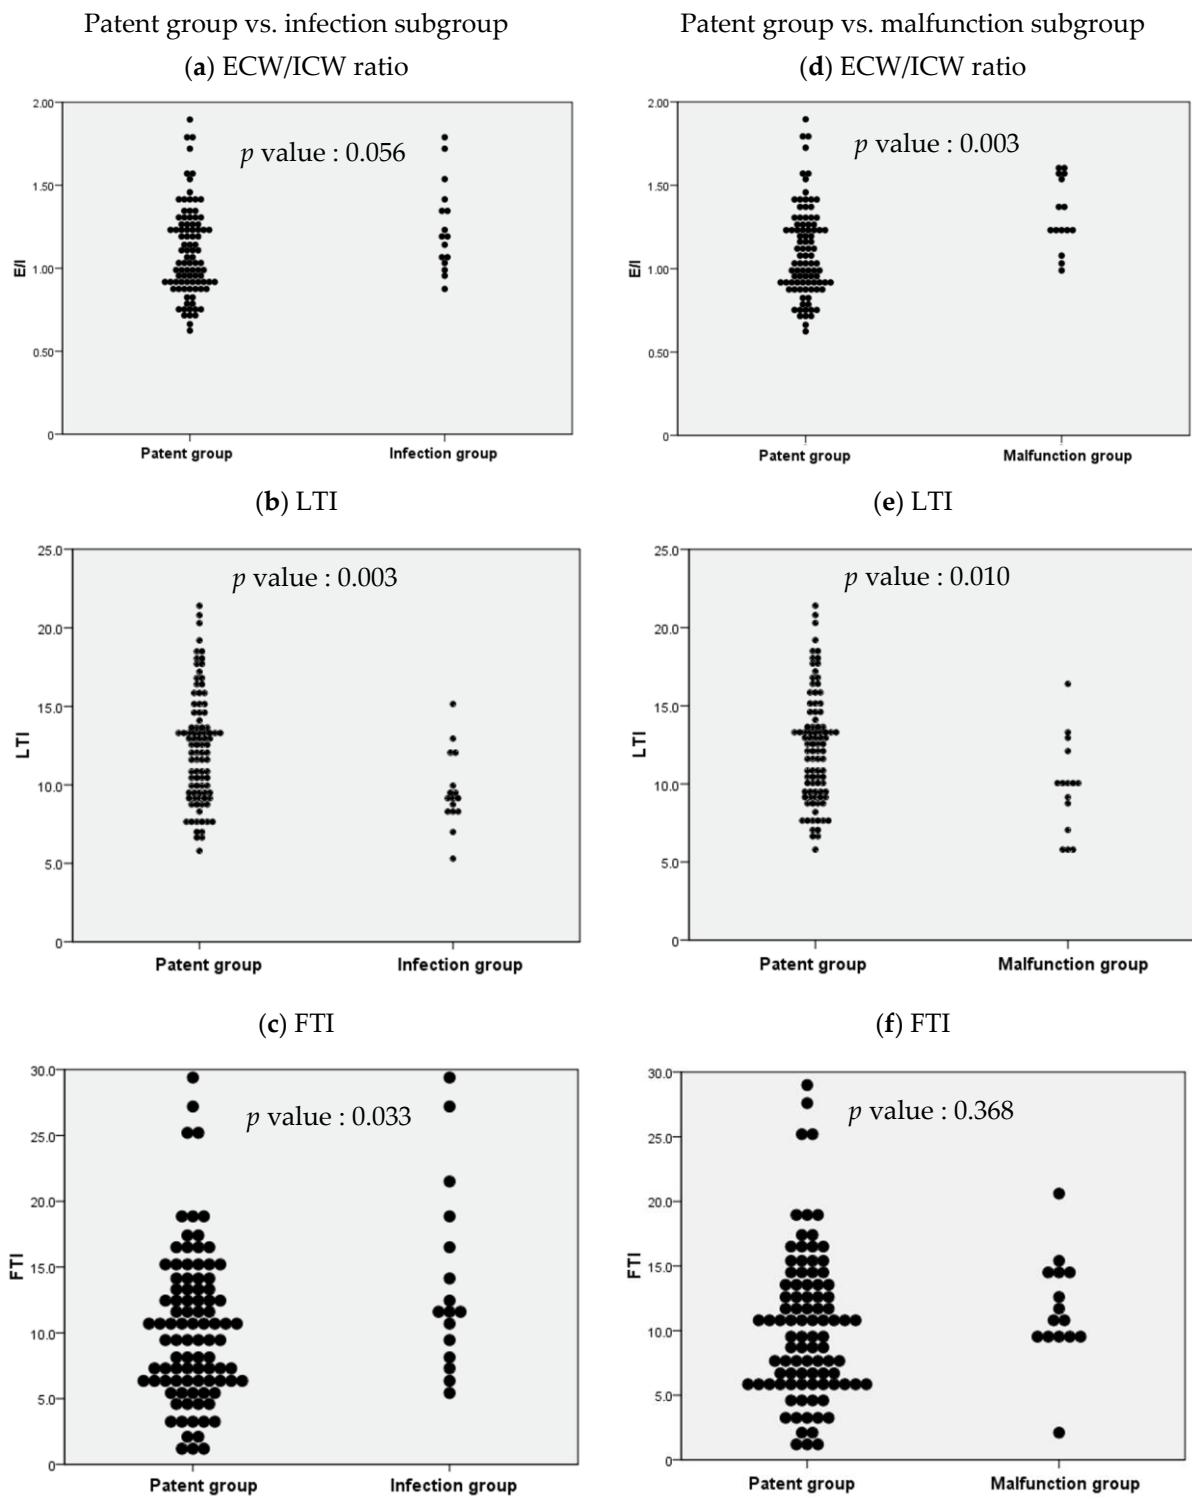 Patent group vs. infection subgroup
(a) ECW/ICW ratio
p value : 0.056
2.00
1.50
1.00
0.50
0
E/I
Patent group Infection group
(b) LTI
p value : 0.003
25.0
20.0
15.0
10.0
5.0
0
LTI
Patent group Infection group
(c) FTI
p value : 0.033
30.0
25.0
20.0
15.0
10.0
5.0
0
FTI
Patent group Infection group
Patent group vs. malfunction subgroup
(d) ECW/ICW ratio
p value : 0.003
2.00
1.50
1.00
0.50
0
E/I
Patent group Malfunction group
(e) LTI
p value : 0.010
25.0
20.0
15.0
10.0
5.0
0
LTI
Patent group Malfunction group
(f) FTI
p value : 0.368
30.0
25.0
20.0
15.0
10.0
5.0
0
FTI
Patent group Malfunction group